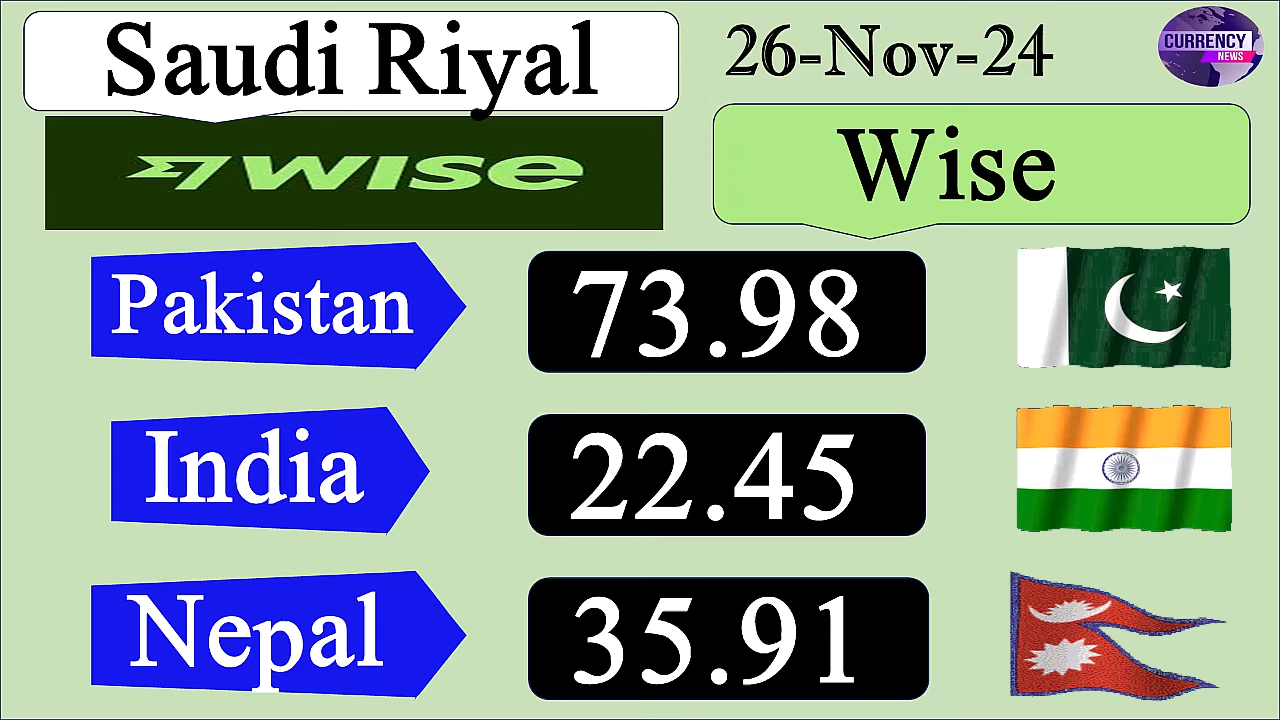 Saudi Riyal
26-Nov-24
CURRENCY
NEWS
WISE
Wise
Pakistan
73.98
India
22.45
Nepal
35.91